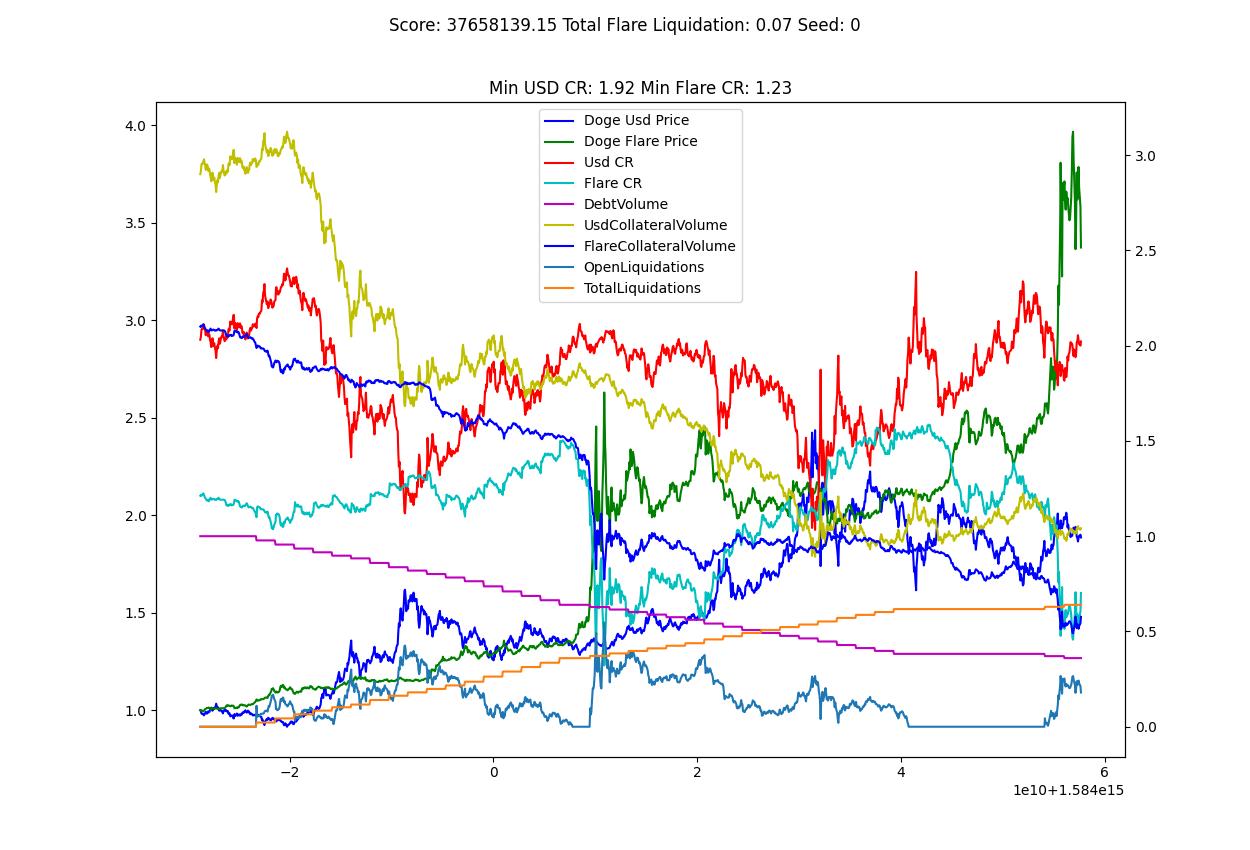 Score: 37658139.15 Total Flare Liquidation: 0.07 Seed: 0
Min USD CR: 1.92 Min Flare CR: 1.23
Doge Usd Price
Doge Flare Price
Usd CR
Flare CR
DebtVolume
UsdCollateralVolume
FlareCollateralVolume
OpenLiquidations
TotalLiquidations
4.0
3.5
3.0
2.5
2.0
1.5
1.0
3.0
2.5
2.0
1.5
1.0
0.5
0.0
−2 0 2 4 6
1e10+1.584e15